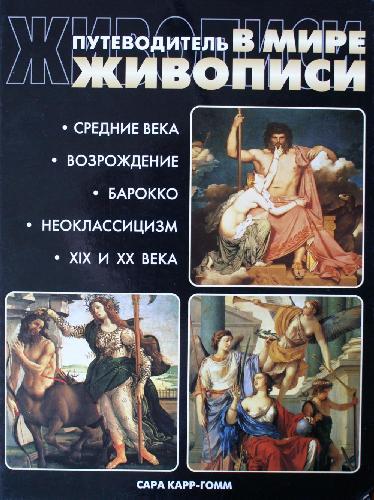 ЖИВОПИСИ
ПУТЕВОДИТЕЛЬ В МИРЕ
ЖИВОПИСИ
• СРЕДНИЕ ВЕКА
• ВОЗРОЖДЕНИЕ
• БАРОККО
• НЕОКЛАССИЦИЗМ
• XIX И XX ВЕКА
САРА КАРР-ГОММ